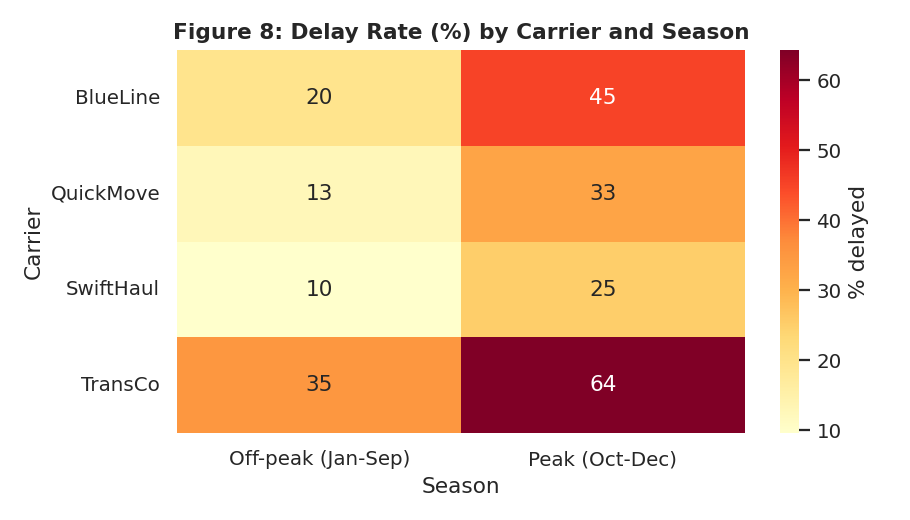 Figure 8: Delay Rate (%) by Carrier and Season
Carrier
BlueLine 20 45
QuickMove 13 33
SwiftHaul 10 25
TransCo 35 64
Off-peak (Jan-Sep) Peak (Oct-Dec)
Season
60
50
40
30
20
10
% delayed